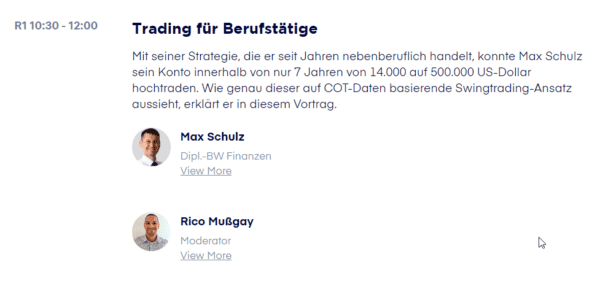 R1 10:30 - 12:00
Trading für Berufstätige
Mit seiner Strategie, die er seit Jahren nebenberuflich handelt, konnte Max Schulz
sein Konto innerhalb von nur 7 Jahren von 14.000 auf 500.000 US-Dollar
hochtraden. Wie genau dieser auf COT-Daten basierende Swingtrading-Ansatz
aussieht, erklärt er in diesem Vortrag.
Max Schulz
Dipl.-BW Finanzen
View More
Rico Mußgay
Moderator
View More